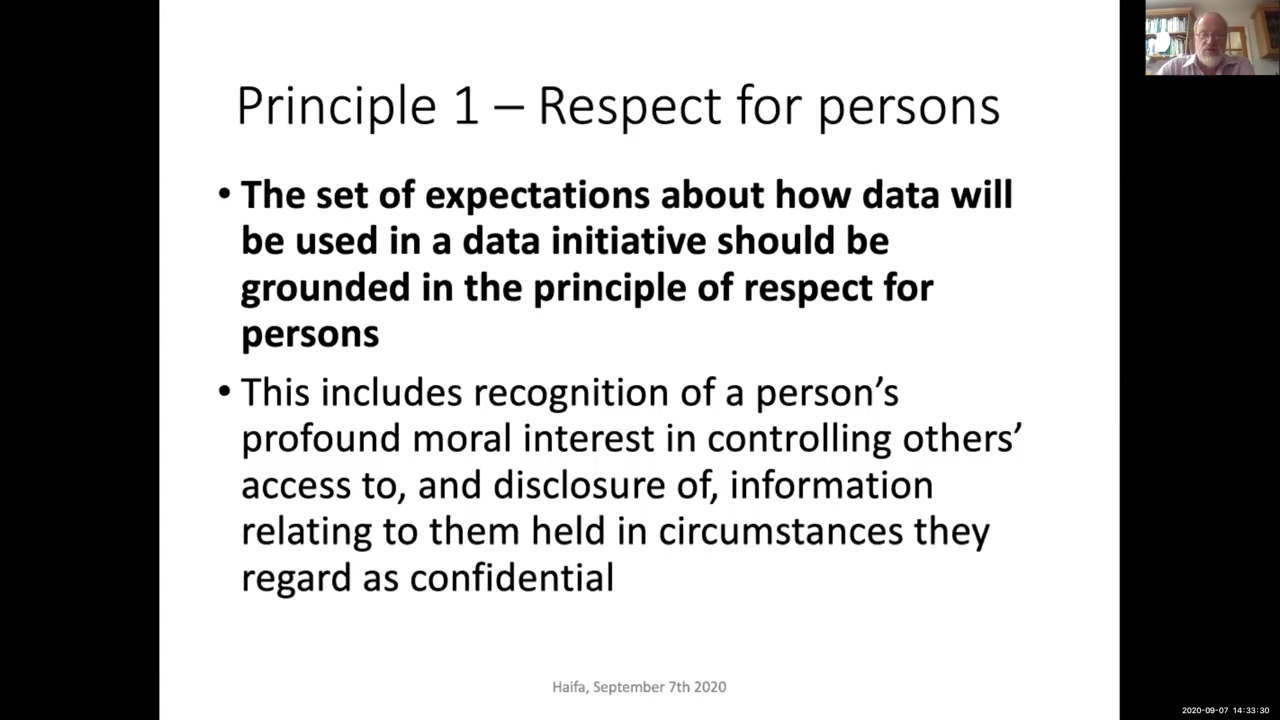 Principle 1 – Respect for persons
• The set of expectations about how data will
be used in a data initiative should be
grounded in the principle of respect for
persons
• This includes recognition of a person’s
profound moral interest in controlling others’
access to, and disclosure of, information
relating to them held in circumstances they
regard as confidential
Haifa, September 7th 2020
2020-09-07 14:33:30